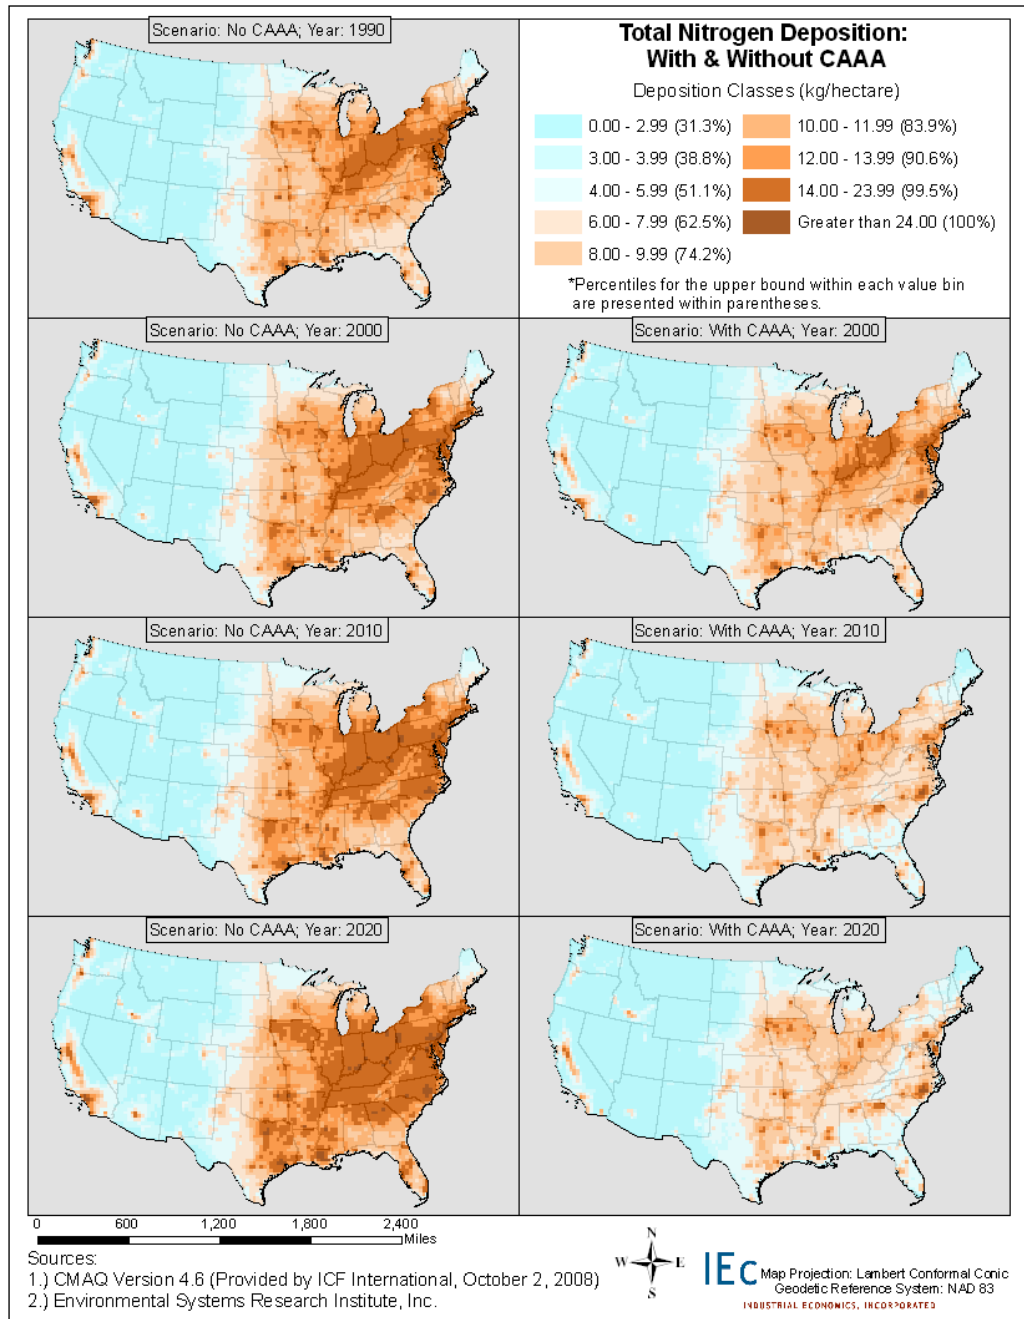 Scenario: No CAAA; Year: 1990
Total Nitrogen Deposition:
With & Without CAAA
Deposition Classes (kg/hectare)
0.00 - 2.99 (31.3%)
3.00 - 3.99 (38.8%)
4.00 - 5.99 (51.1%)
6.00 - 7.99 (62.5%)
8.00 - 9.99 (74.2%)
10.00 - 11.99 (83.9%)
12.00 - 13.99 (90.6%)
14.00 - 23.99 (99.5%)
Greater than 24.00 (100%)
*Percentiles for the upper bound within each value bin
are presented within parentheses.
Scenario: No CAAA; Year: 2000
Scenario: With CAAA; Year: 2000
Scenario: No CAAA; Year: 2010
Scenario: With CAAA; Year: 2010
Scenario: No CAAA; Year: 2020
Scenario: With CAAA; Year: 2020
0 600 1,200 1,800 2,400
Miles
Sources:
1.) CMAQ Version 4.6 (Provided by ICF International, October 2, 2008)
2.) Environmental Systems Research Institute, Inc.
N
W E
S
IEc
INDUSTRIAL ECONOMICS, INCORPORATED
Map Projection: Lambert Conformal Conic
Geodetic Reference System: NAD 83